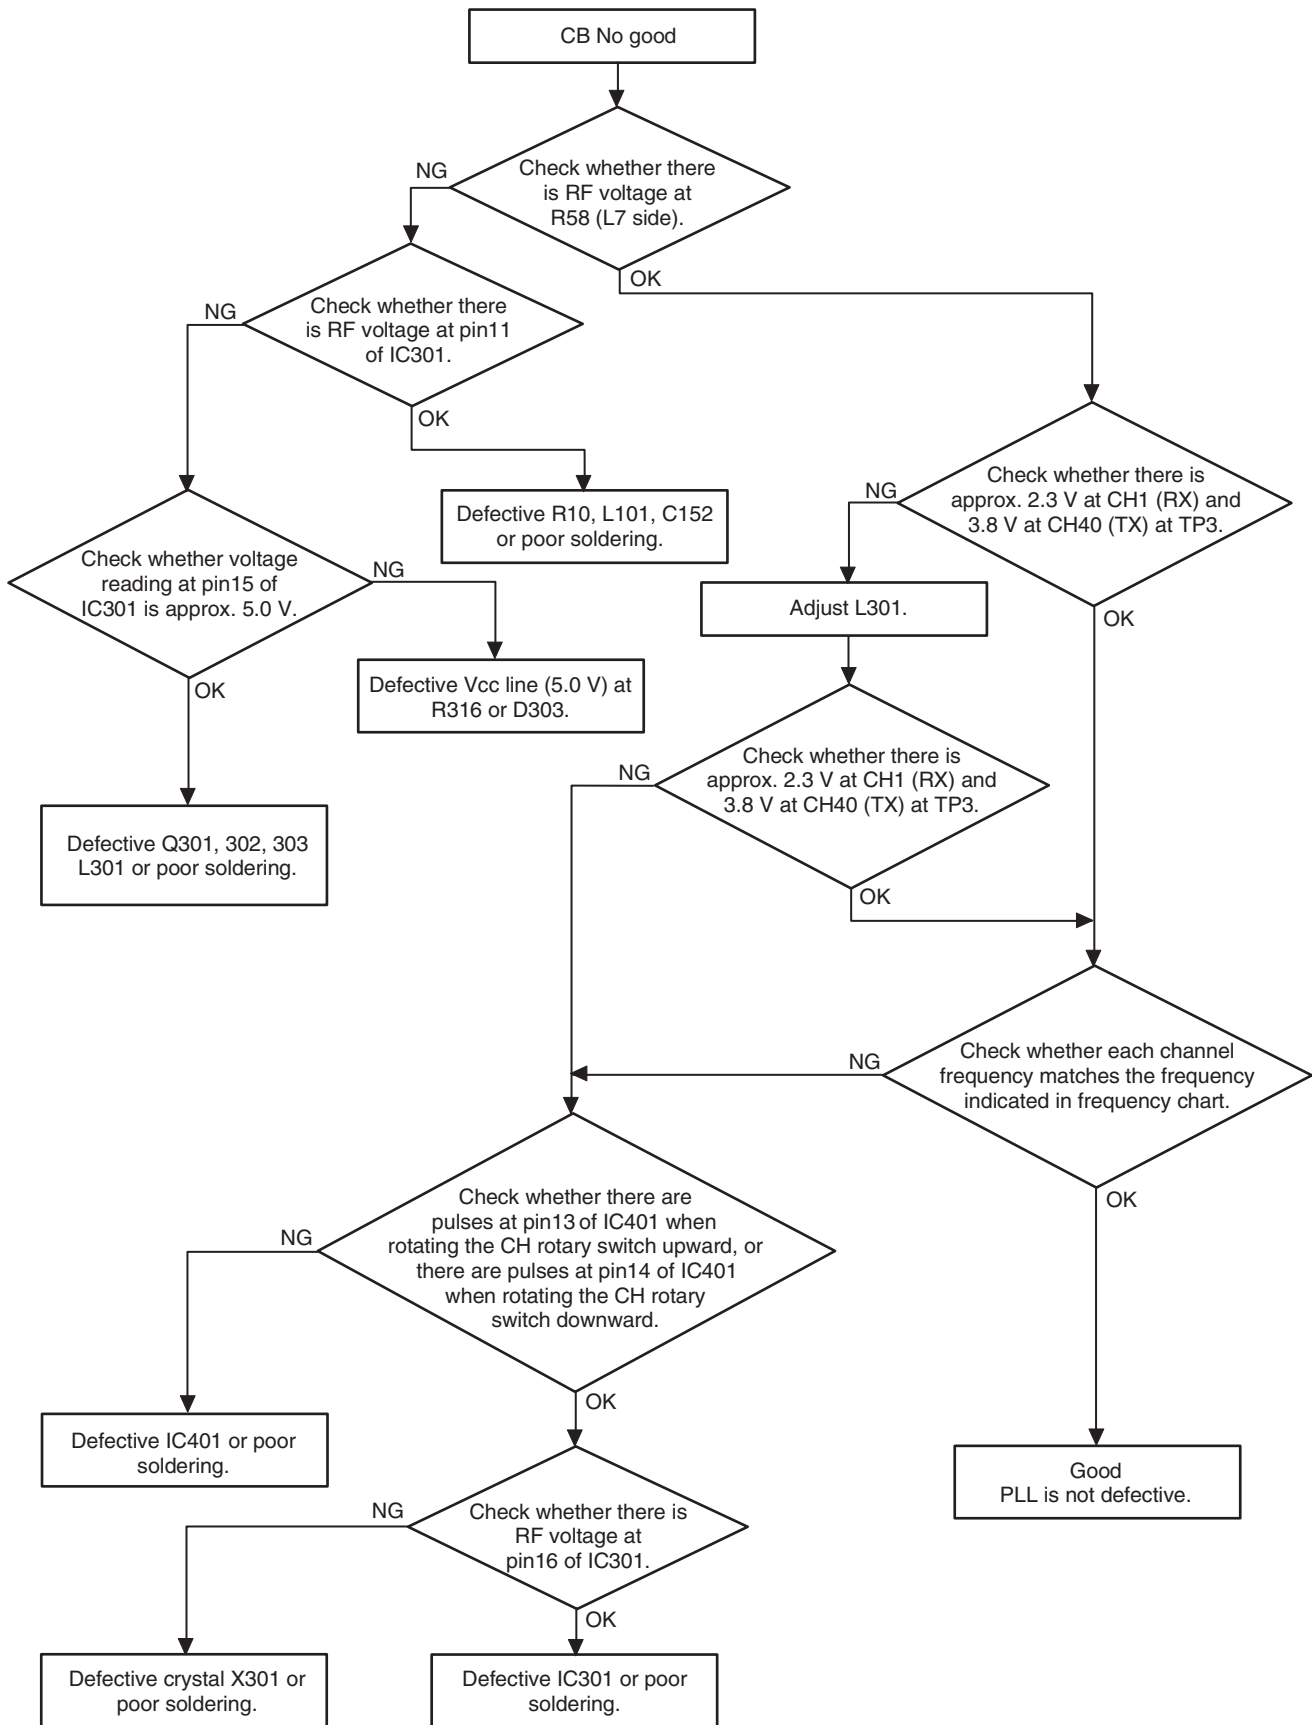 CB No good
Check whether there
is RF voltage at
R58 (L7 side).
NG
OK
Check whether there
is RF voltage at pin11
of IC301.
NG
OK
Defective R10, L101, C152
or poor soldering.
Check whether voltage
reading at pin15 of
IC301 is approx. 5.0 V.
NG
OK
Defective Vcc line (5.0 V) at
R316 or D303.
Defective Q301, 302, 303
L301 or poor soldering.
Check whether there is
approx. 2.3 V at CH1 (RX) and
3.8 V at CH40 (TX) at TP3.
NG
OK
Adjust L301.
Check whether there is
approx. 2.3 V at CH1 (RX) and
3.8 V at CH40 (TX) at TP3.
NG
OK
Check whether each channel
frequency matches the frequency
indicated in frequency chart.
NG
OK
Check whether there are
pulses at pin13 of IC401 when
rotating the CH rotary switch upward, or
there are pulses at pin14 of IC401
when rotating the CH rotary
switch downward.
NG
OK
Defective IC401 or poor
soldering.
Good
PLL is not defective.
Check whether there is
RF voltage at
pin16 of IC301.
NG
OK
Defective crystal X301 or
poor soldering.
Defective IC301 or poor
soldering.